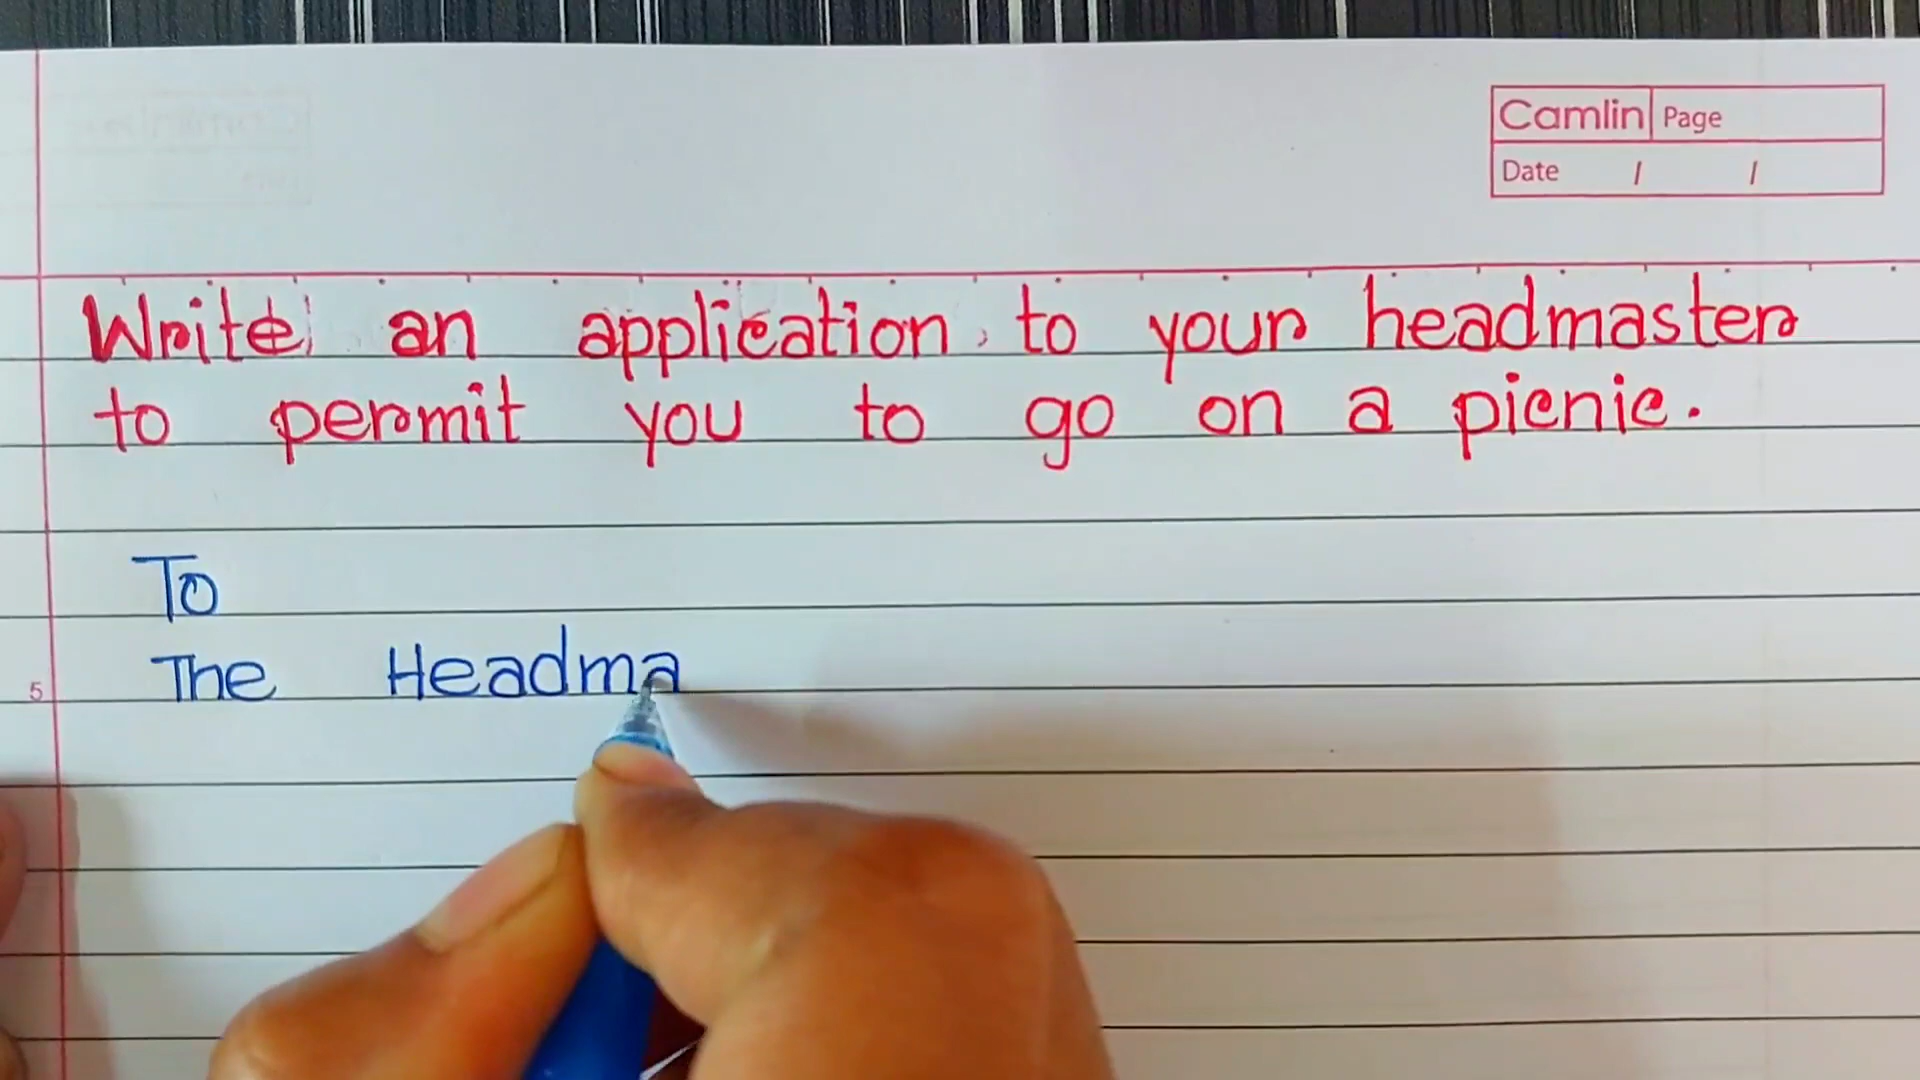 Camlin Page
Date / /
Write an application to your headmaster
to permit you to go on a picnic.
To
The Headma
5